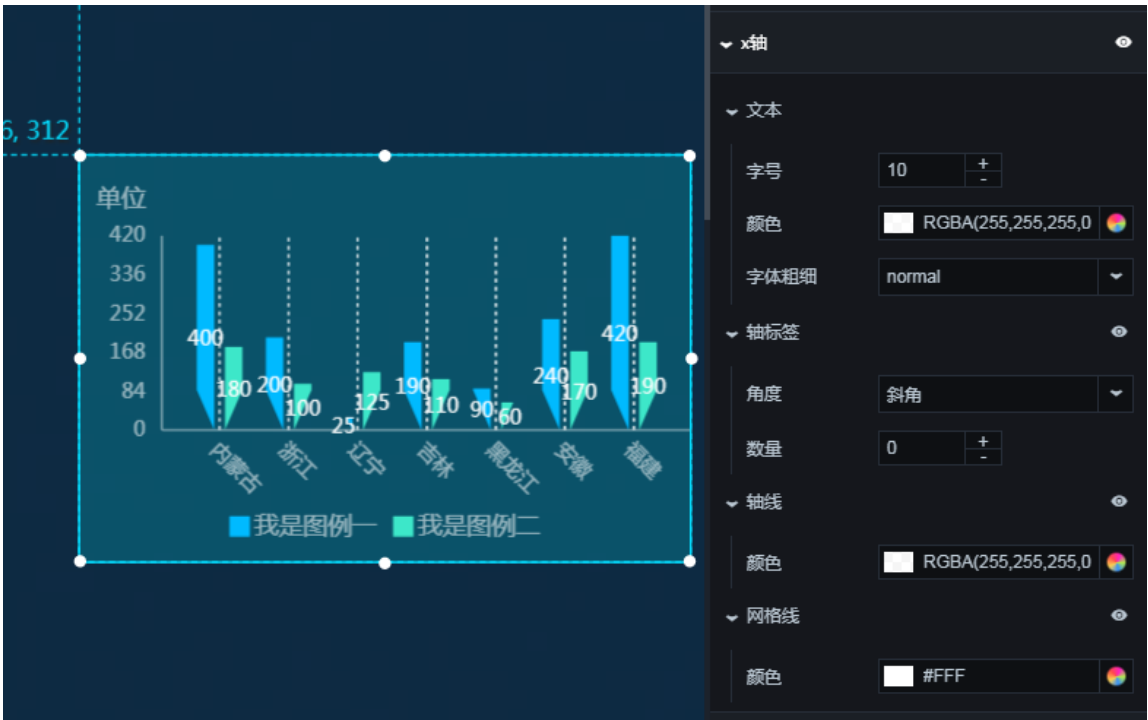 6, 312
单位
420
336
252
168
84
0
400
180
200
100
25
125
190
110
90
60
240
170
420
190
内蒙古
浙江
辽宁
吉林
黑龙江
安徽
福建
我是图例一 我是图例二
x轴
文本
字号 10 + -
颜色 RGBA(255,255,255,0
字体粗细 normal
轴标签
角度 斜角
数量 0 + -
轴线
颜色 RGBA(255,255,255,0
网格线
颜色 #FFF